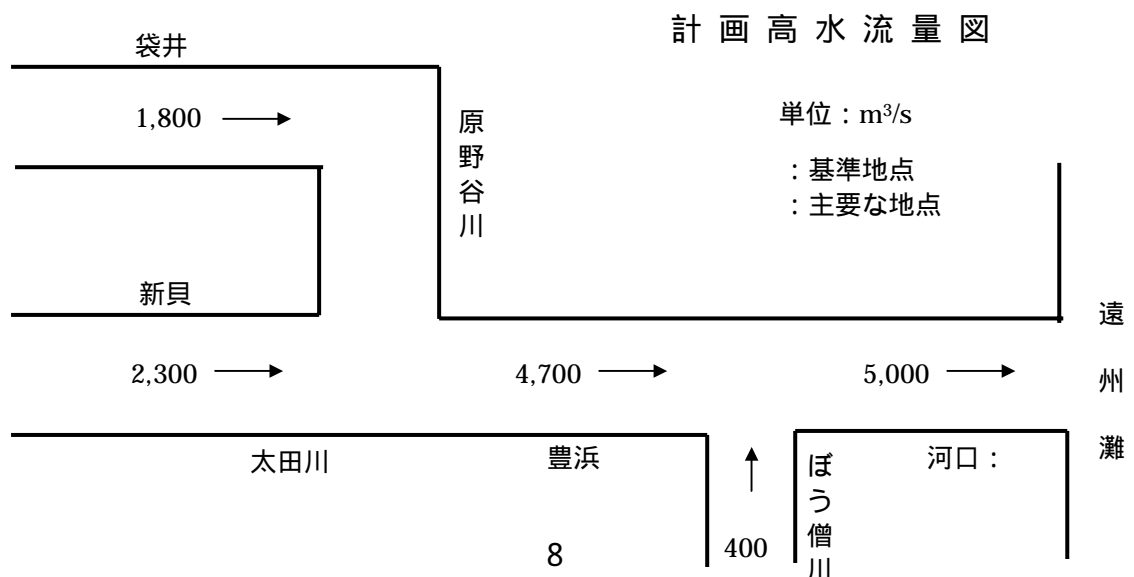 計画高水流量図
袋井
1,800
原野谷川
単位：m³/s
：基準地点
：主要な地点
新貝
2,300
4,700
5,000
遠州灘
太田川
豊浜
河口：
ぼう僧川
400
8